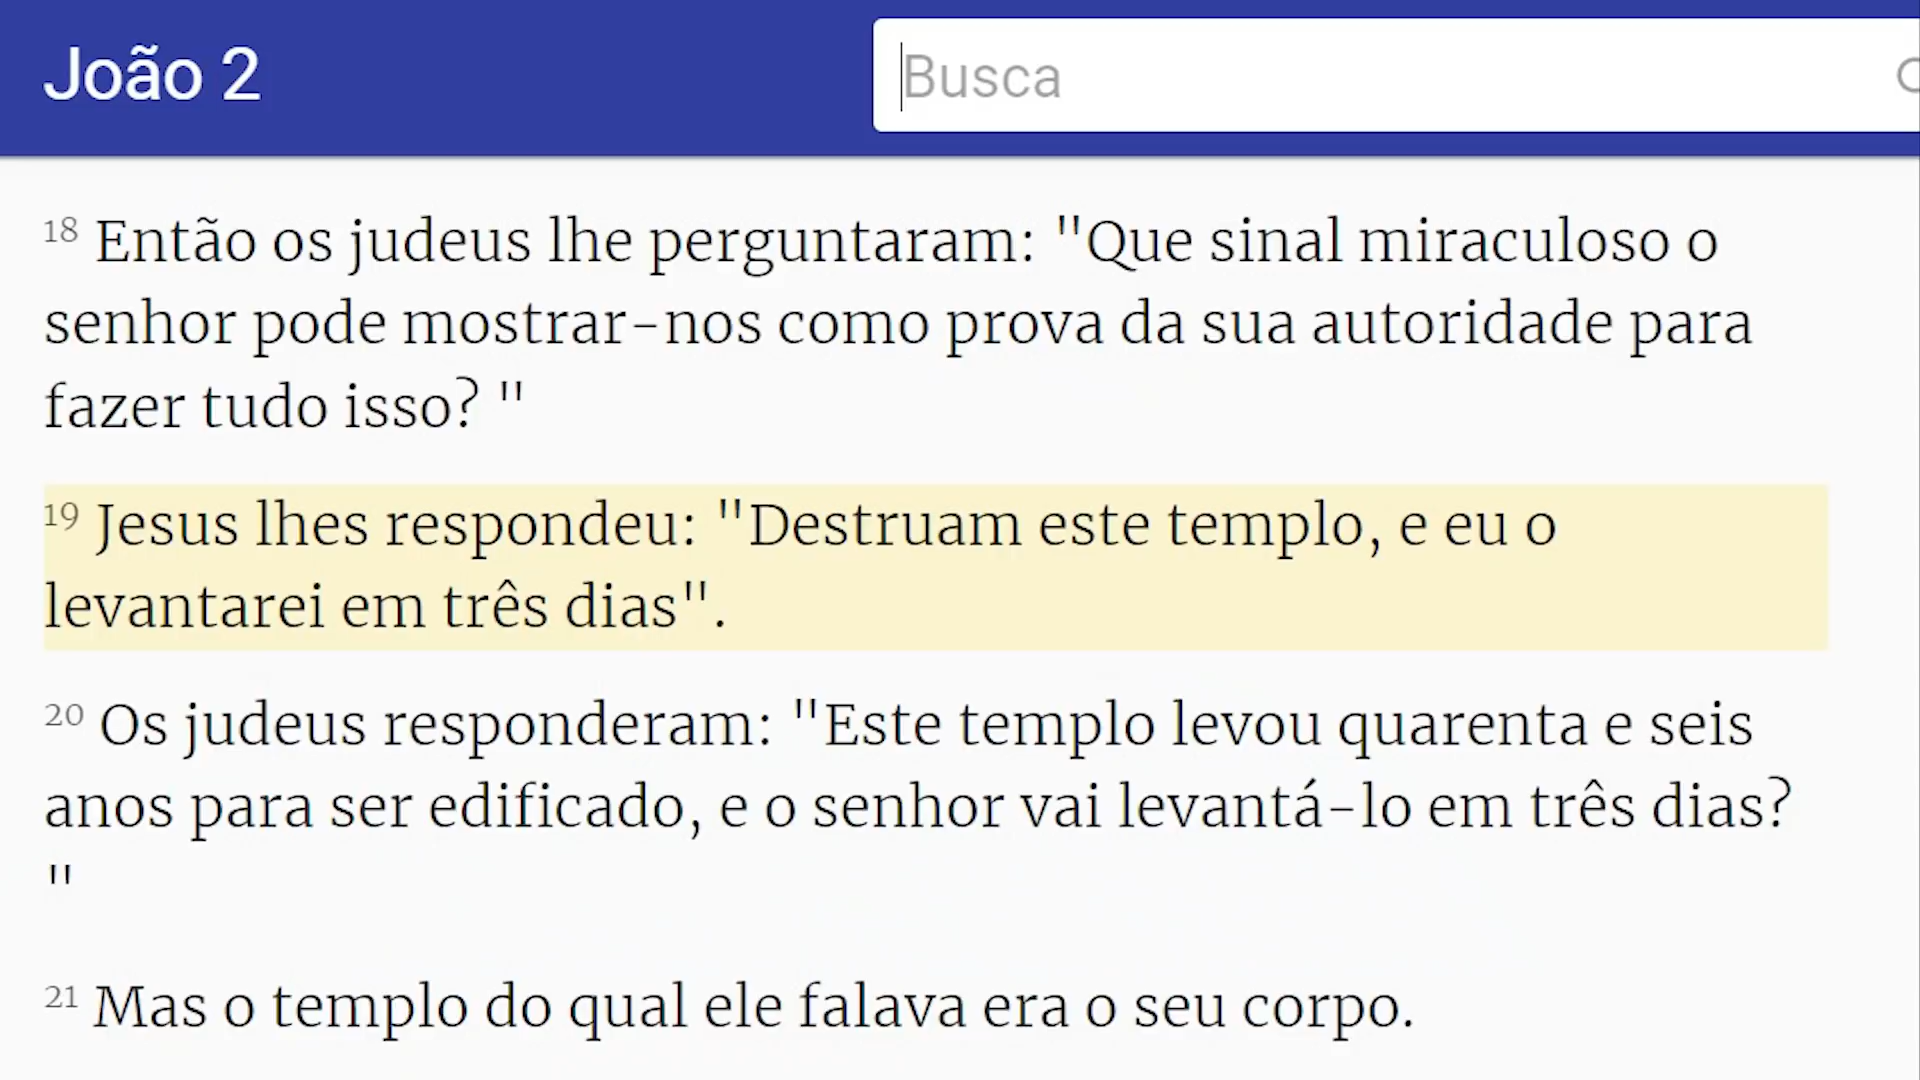 João 2
Busca
18 Então os judeus lhe perguntaram: "Que sinal miraculoso o
senhor pode mostrar-nos como prova da sua autoridade para
fazer tudo isso? "
19 Jesus lhes respondeu: "Destruam este templo, e eu o
levantarei em três dias".
20 Os judeus responderam: "Este templo levou quarenta e seis
anos para ser edificado, e o senhor vai levantá-lo em três dias?
"
21 Mas o templo do qual ele falava era o seu corpo.